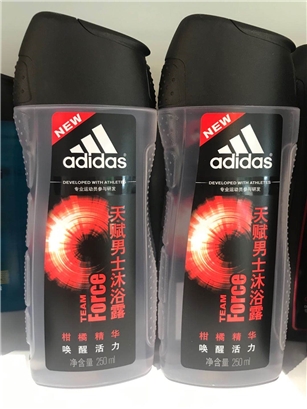 NEW
adidas
DEVELOPED WITH ATHLETES
专业运动员参与研发
TEAM Force
天赋男士沐浴露
柑橘精华
唤醒活力
净含量 250ml
NEW
adidas
DEVELOPED WITH ATHLETES
专业运动员参与研发
TEAM Force
天赋男士沐浴露
柑橘精华
唤醒活力
净含量 250ml